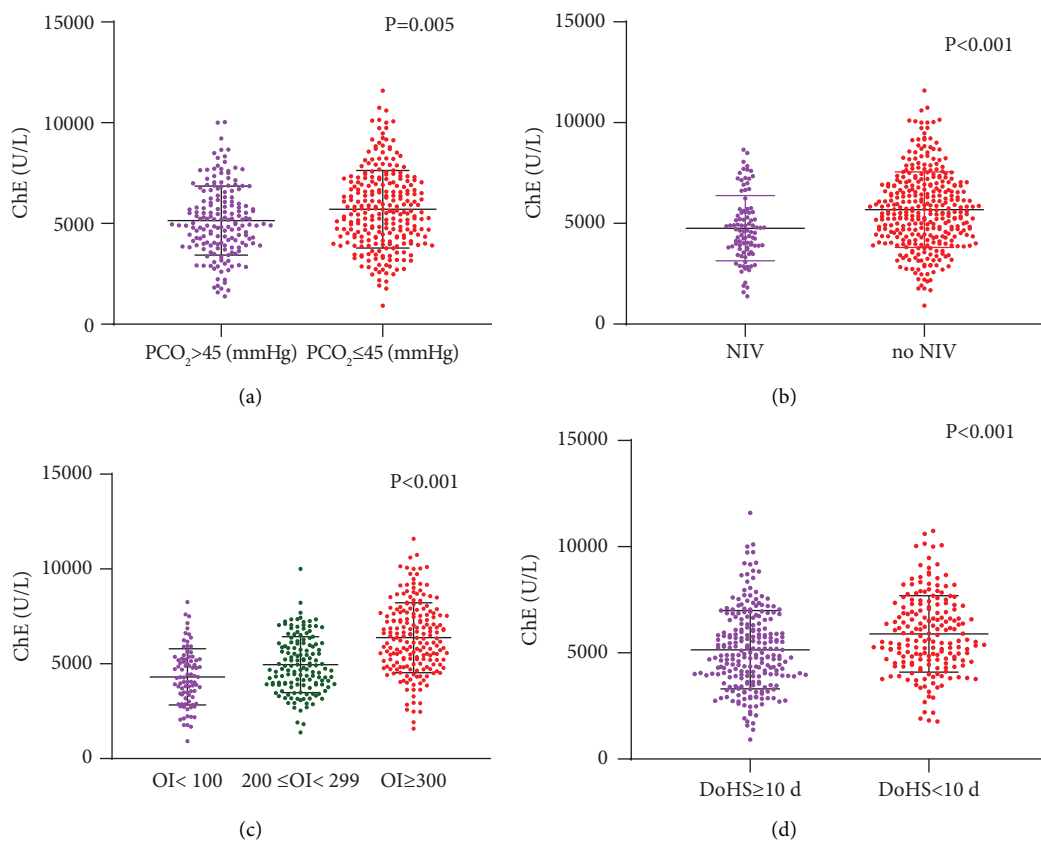 15000
P=0.005
10000
ChE (U/L)
5000
0
PCO2>45 (mmHg) PCO2≤45 (mmHg)
(a)
15000
P<0.001
10000
ChE (U/L)
5000
0
NIV no NIV
(b)
15000
P<0.001
10000
ChE (U/L)
5000
0
OI< 100 200 ≤OI< 299 OI≥300
(c)
15000
P<0.001
10000
ChE (U/L)
5000
0
DoHS≥10 d DoHS<10 d
(d)